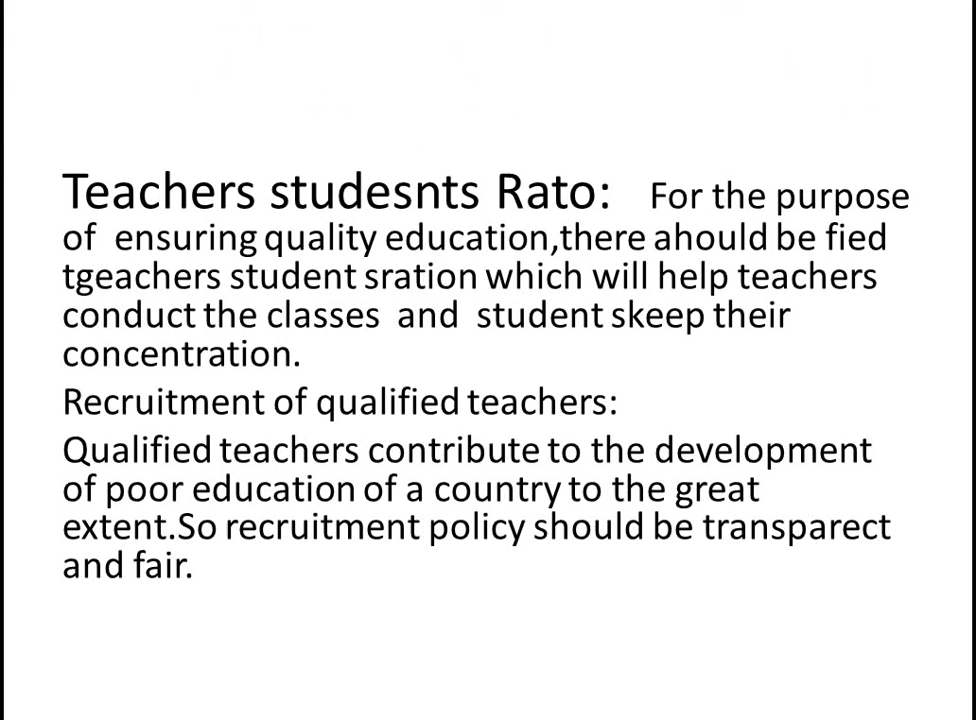 Teachers studesnts Rato: For the purpose
of ensuring quality education,there ahould be fied
tgeachers student sration which will help teachers
conduct the classes and student skeep their
concentration.
Recruitment of qualified teachers:
Qualified teachers contribute to the development
of poor education of a country to the great
extent.So recruitment policy should be transparect
and fair.